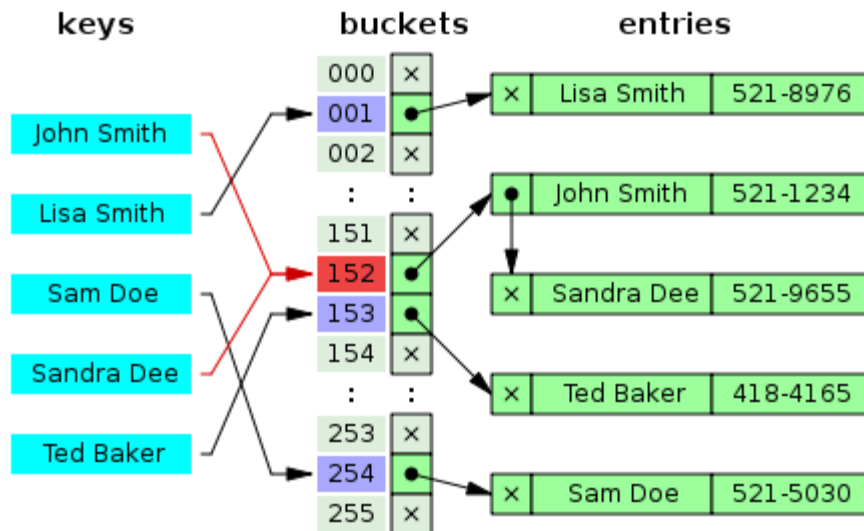 keys buckets entries
000 ×
001 × Lisa Smith 521-8976
002 ×
John Smith
: :
× John Smith 521-1234
Lisa Smith
151 ×
Sam Doe
152 × Sandra Dee 521-9655
153
Sandra Dee
154 ×
× Ted Baker 418-4165
: :
Ted Baker
253 ×
254 × Sam Doe 521-5030
255 ×